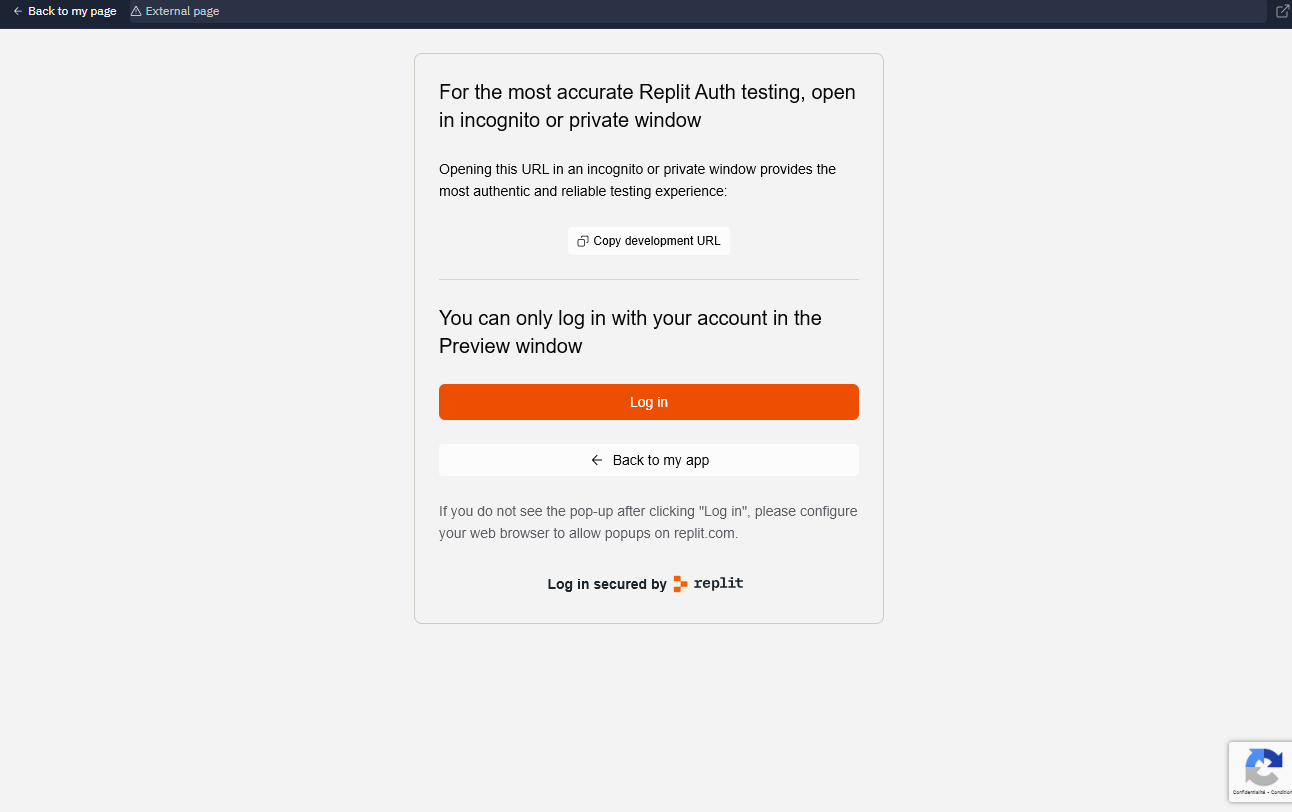 Back to my page External page
For the most accurate Replit Auth testing, open
in incognito or private window
Opening this URL in an incognito or private window provides the
most authentic and reliable testing experience:
Copy development URL
You can only log in with your account in the
Preview window
Log in
Back to my app
If you do not see the pop-up after clicking "Log in", please configure
your web browser to allow popups on replit.com.
Log in secured by replit
Confidentialité - Condition